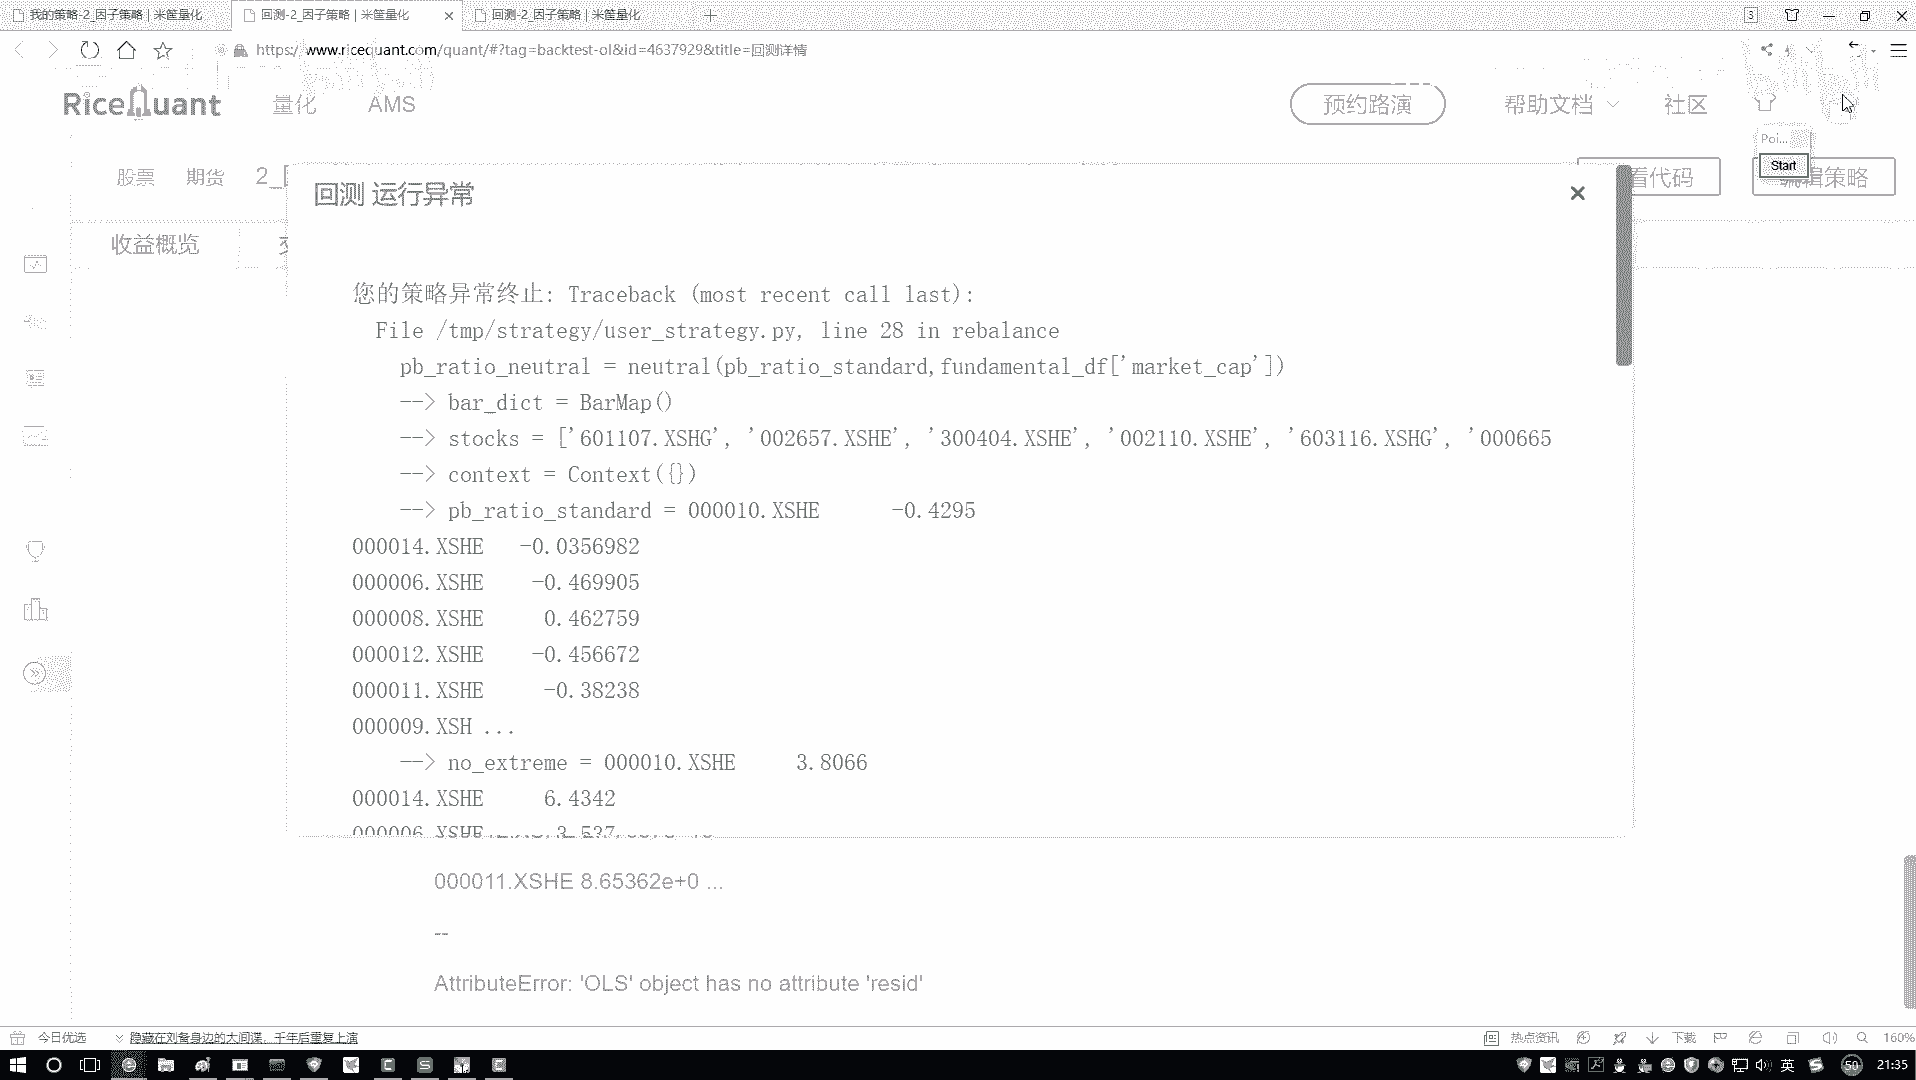 我的策略-2_因子策略 | 米筐量化
回测-2_因子策略 | 米筐量化
回测-2_因子策略 | 米筐量化
3
https://www.ricequant.com/quant/#?tag=backtest-ol&id=4637929&title=回测详情
RiceQuant
量化
AMS
预约路演
帮助文档
社区
Poi...
Start
股票
期货
2_
看代码
编辑策略
收益概览
回测 运行异常
您的策略异常终止: Traceback (most recent call last):
File /tmp/strategy/user_strategy.py, line 28 in rebalance
pb_ratio_neutral = neutral(pb_ratio_standard,fundamental_df['market_cap'])
--> bar_dict = BarMap()
--> stocks = ['601107.XSHG', '002657.XSHE', '300404.XSHE', '002110.XSHE', '603116.XSHG', '000665
--> context = Context({})
--> pb_ratio_standard = 000010.XSHE -0.4295
000014.XSHE -0.0356982
000006.XSHE -0.469905
000008.XSHE 0.462759
000012.XSHE -0.456672
000011.XSHE -0.38238
000009.XSH ...
--> no_extreme = 000010.XSHE 3.8066
000014.XSHE 6.4342
000006.XSHE 3.537
000011.XSHE 8.65362e+0 ...
--
AttributeError: 'OLS' object has no attribute 'resid'
今日优选
隐藏在刘备身边的大间谍，千年后重复上演
热点资讯
下载
160%
英
50
21:35